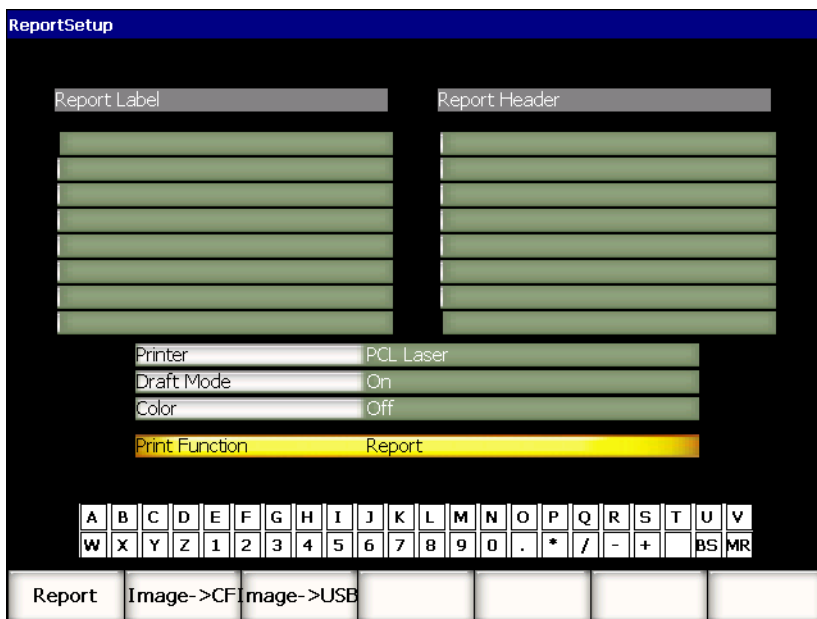 ReportSetup
Report Label Report Header
Printer PCL Laser
Draft Mode On
Color Off
Print Function Report
A B C D E F G H I J K L M N O P Q R S T U V
W X Y Z 1 2 3 4 5 6 7 8 9 0 . * / - + BS MR
Report Image->CF Image->USB